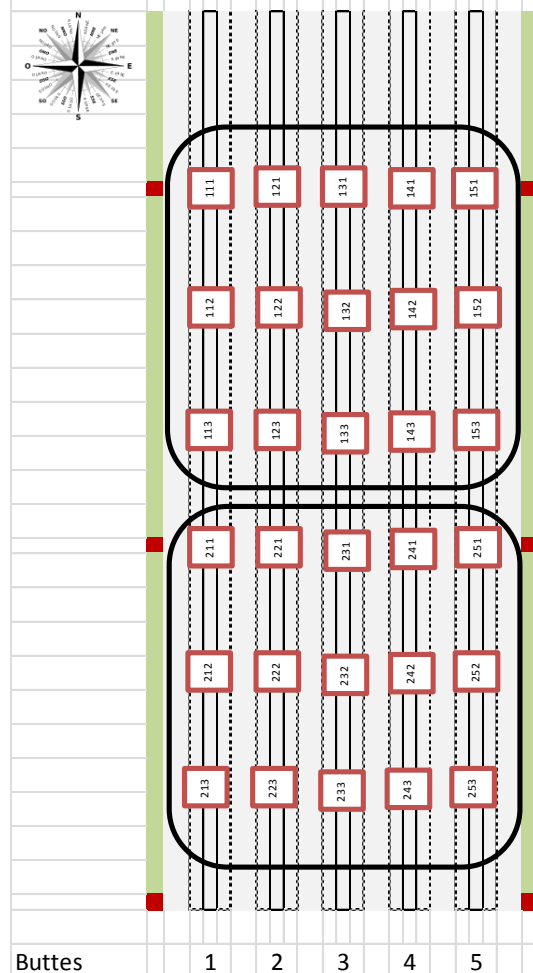 N
NO NE
O E
SO SE
S
111 121 131 141 151
112 122 132 142 152
113 123 133 143 153
211 221 231 241 251
212 222 232 242 252
213 223 233 243 253
Buttes 1 2 3 4 5